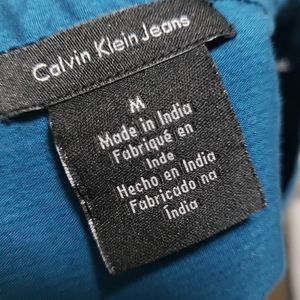 Calvin Klein Jeans
M
Made in India
Fabriqué en
Inde
Hecho en India
Fabricado na
Índia